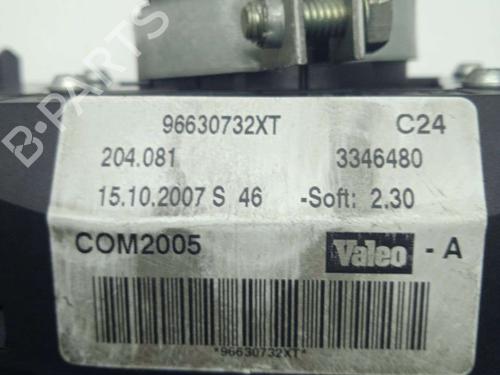 96630732XT C24
204.081 3346480
15.10.2007 S 46 -Soft: 2.30
COM2005 Valeo - A
*96630732XT*
B-PARTS